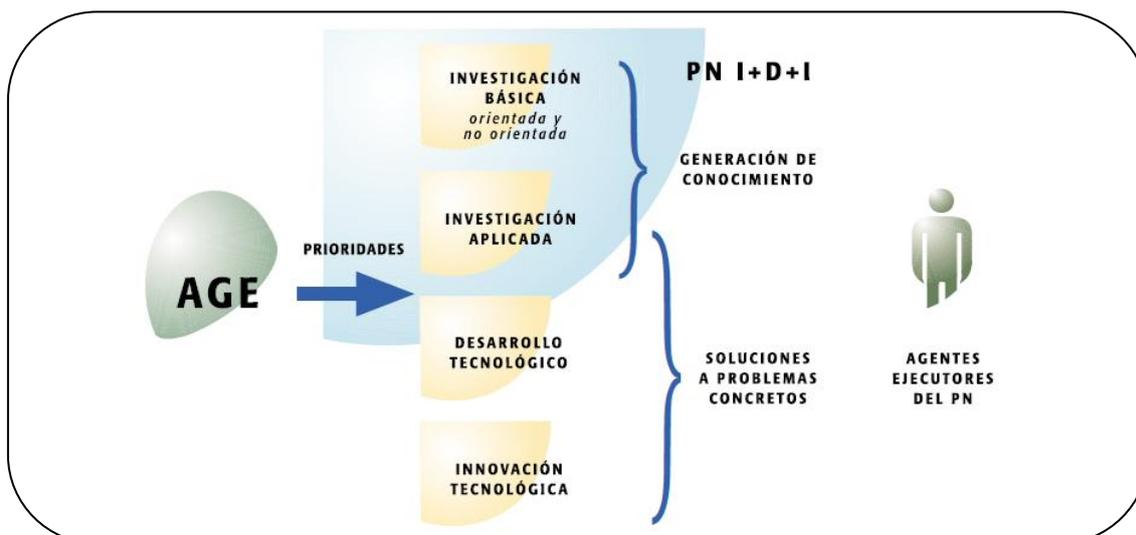 PN I+D+I
INVESTIGACIÓN
BÁSICA
orientada y
no orientada
GENERACIÓN DE
CONOCIMIENTO
INVESTIGACIÓN
APLICADA
PRIORIDADES
AGE
DESARROLLO
TECNOLÓGICO
SOLUCIONES
A PROBLEMAS
CONCRETOS
AGENTES
EJECUTORES
DEL PN
INNOVACIÓN
TECNOLÓGICA